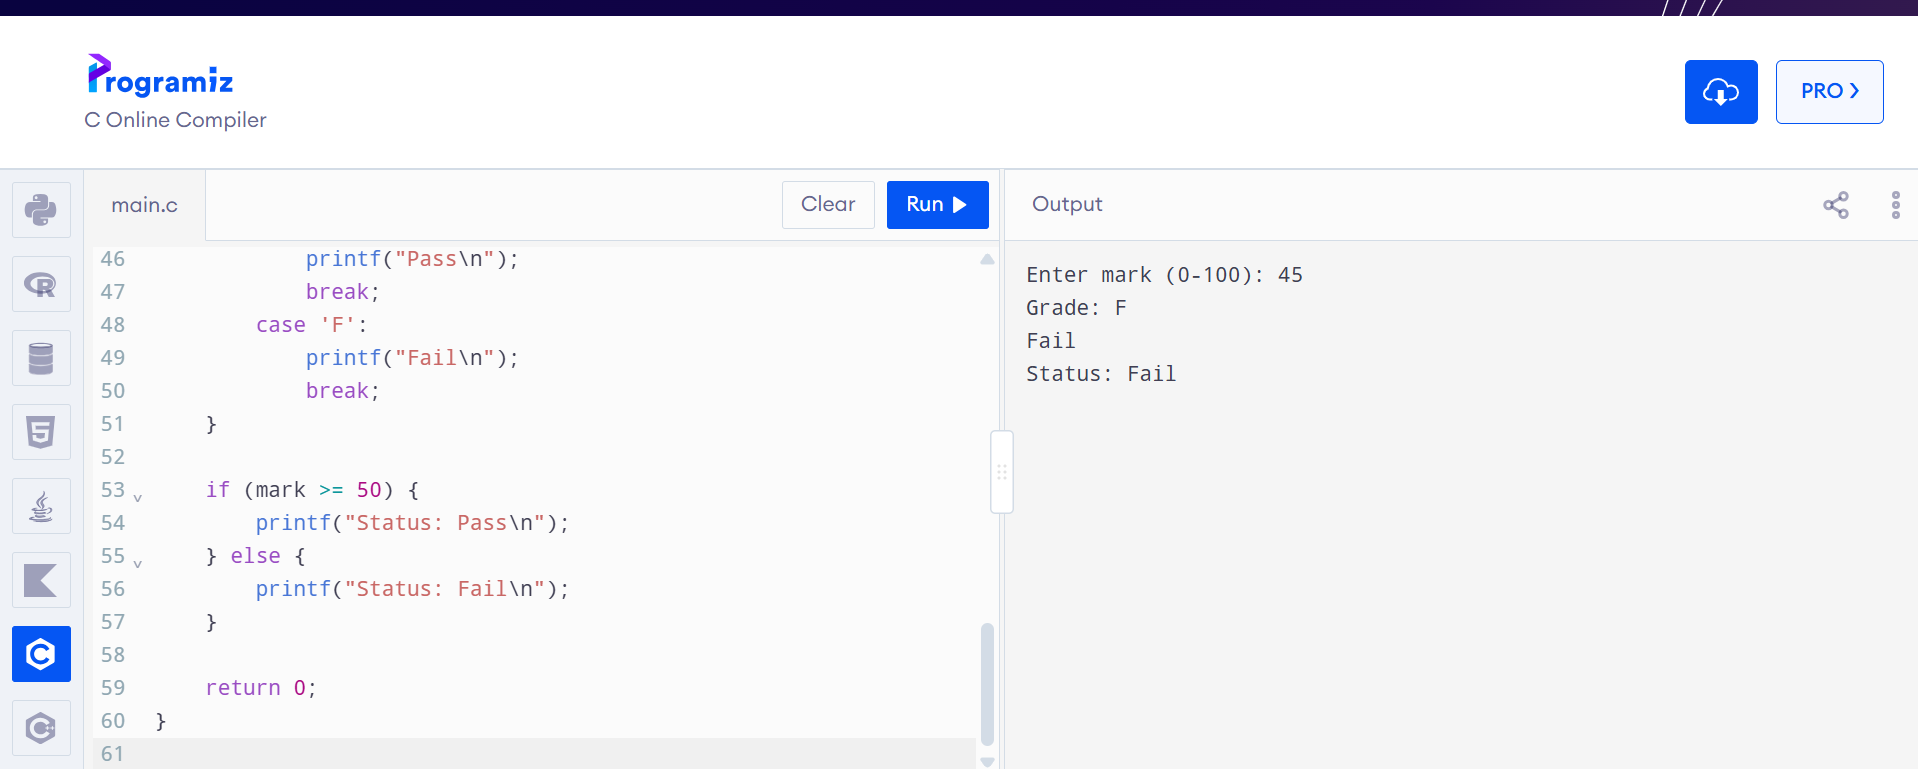 Programiz
C Online Compiler
PRO >
main.c
Clear
Run
Output
46 printf("Pass\n");
47 break;
48 case 'F':
49 printf("Fail\n");
50 break;
51 }
52
53 if (mark >= 50) {
54 printf("Status: Pass\n");
55 } else {
56 printf("Status: Fail\n");
57 }
58
59 return 0;
60 }
61
Enter mark (0-100): 45
Grade: F
Fail
Status: Fail